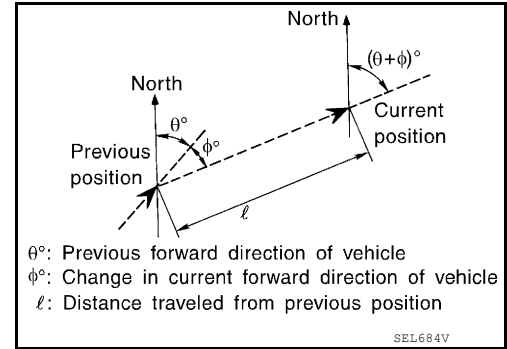 North
(θ+ϕ)°
North
θ°
ϕ°
Current
position
Previous
position
ℓ
θ°: Previous forward direction of vehicle
ϕ°: Change in current forward direction of vehicle
ℓ: Distance traveled from previous position
SEL684V